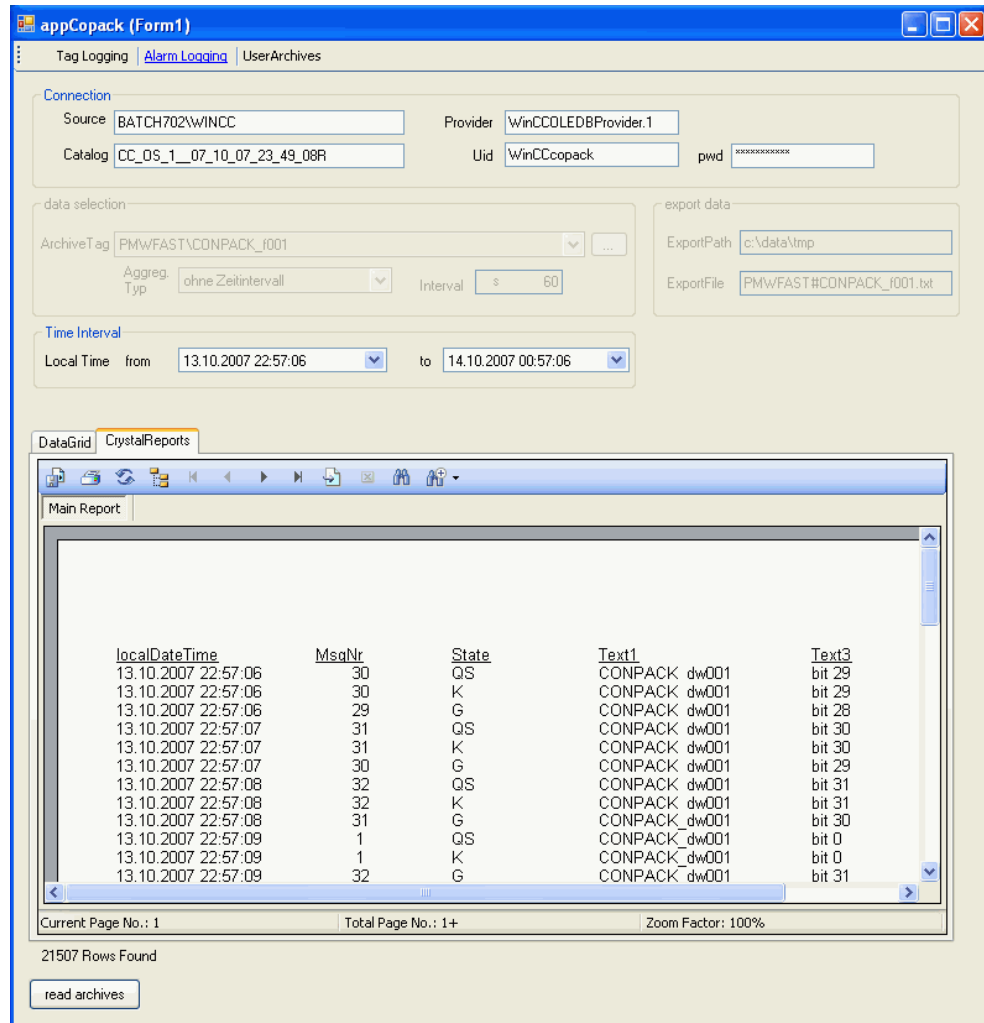 appCopack (Form1)
Tag Logging Alarm Logging UserArchives
Connection
Source BATCH702\WINCC Provider WinCCOLEDBProvider.1
Catalog CC_OS_1__07_10_07_23_49_08R Uid WinCCcopack pwd ***********
data selection export data
ArchiveTag PMWFAST\CONPACK_f001 ... ExportPath c:\data\tmp
Aggreg. Typ ohne Zeitintervall Interval s 60 ExportFile PMWFAST#CONPACK_f001.txt
Time Interval
Local Time from 13.10.2007 22:57:06 to 14.10.2007 00:57:06
DataGrid CrystalReports
Main Report
localDateTime MsgNr State Text1 Text3
13.10.2007 22:57:06 30 QS CONPACK_dw001 bit 29
13.10.2007 22:57:06 30 K CONPACK_dw001 bit 29
13.10.2007 22:57:06 29 G CONPACK_dw001 bit 28
13.10.2007 22:57:07 31 QS CONPACK_dw001 bit 30
13.10.2007 22:57:07 31 K CONPACK_dw001 bit 30
13.10.2007 22:57:07 30 G CONPACK_dw001 bit 29
13.10.2007 22:57:08 32 QS CONPACK_dw001 bit 31
13.10.2007 22:57:08 32 K CONPACK_dw001 bit 31
13.10.2007 22:57:08 31 G CONPACK_dw001 bit 30
13.10.2007 22:57:09 1 QS CONPACK_dw001 bit 0
13.10.2007 22:57:09 1 K CONPACK_dw001 bit 0
13.10.2007 22:57:09 32 G CONPACK_dw001 bit 31
Current Page No.: 1 Total Page No.: 1+ Zoom Factor: 100%
21507 Rows Found
read archives